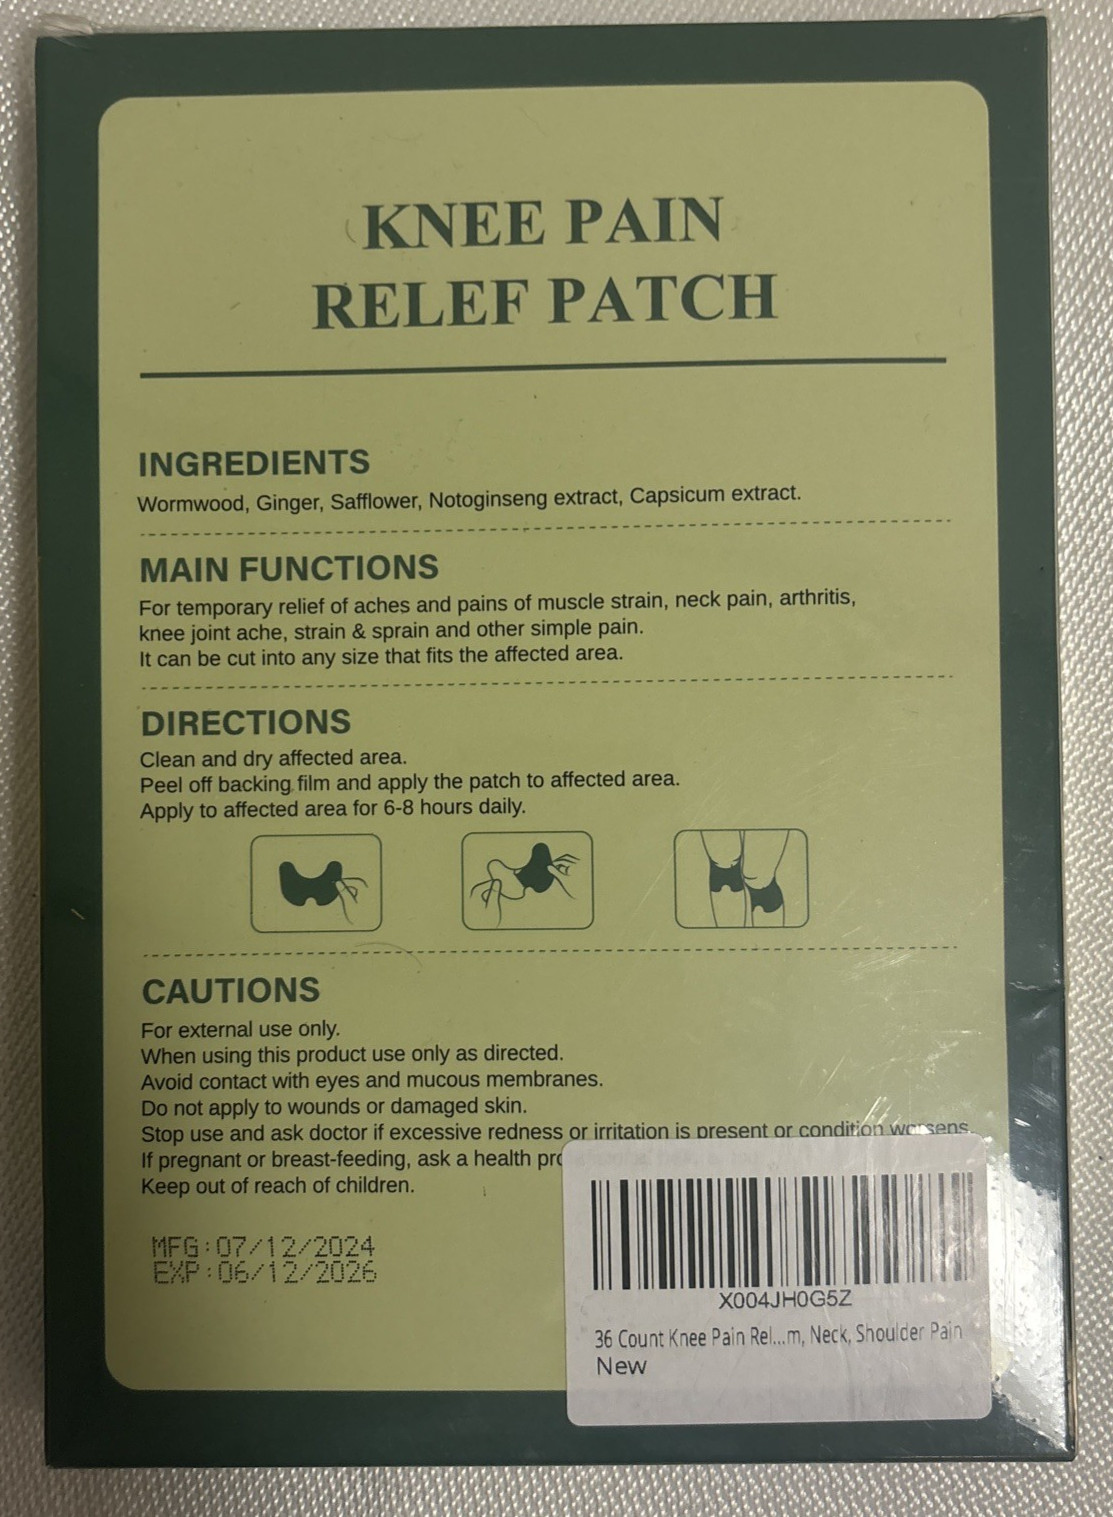 KNEE PAIN
RELEF PATCH
INGREDIENTS
Wormwood, Ginger, Safflower, Notoginseng extract, Capsicum extract.
MAIN FUNCTIONS
For temporary relief of aches and pains of muscle strain, neck pain, arthritis,
knee joint ache, strain & sprain and other simple pain.
It can be cut into any size that fits the affected area.
DIRECTIONS
Clean and dry affected area.
Peel off backing film and apply the patch to affected area.
Apply to affected area for 6-8 hours daily.
CAUTIONS
For external use only.
When using this product use only as directed.
Avoid contact with eyes and mucous membranes.
Do not apply to wounds or damaged skin.
Stop use and ask doctor if excessive redness or irritation is present or condition worsens.
If pregnant or breast-feeding, ask a health
Keep out of reach of children.
MFG:07/12/2024
EXP:06/12/2026
X004JH0G5Z
36 Count Knee Pain Rel...m, Neck, Shoulder Pain
New